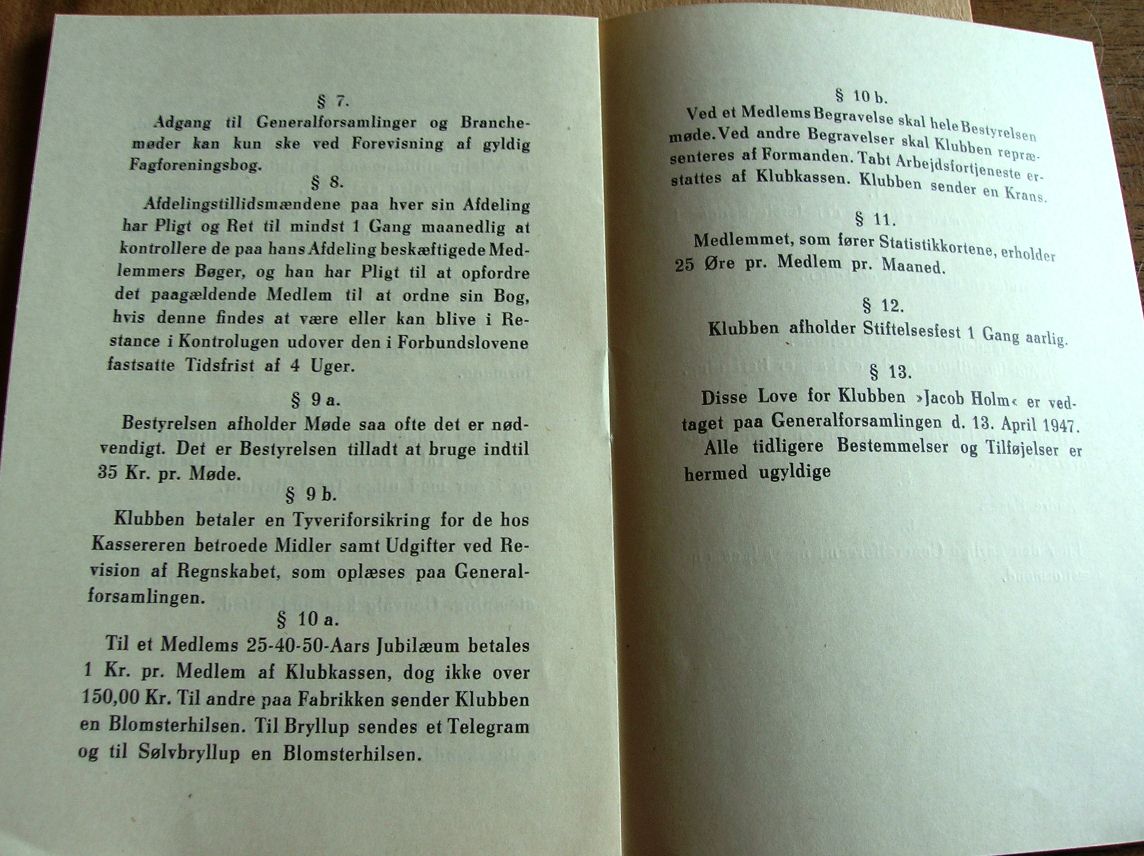 § 7.
Adgang til Generalforsamlinger og Branche-
møder kan kun ske ved Forevisning af gyldig
Fagforeningsbog.
§ 8.
Afdelingstillidsmændene paa hver sin Afdeling
har Pligt og Ret til mindst 1 Gang maanedlig at
kontrollere de paa hans Afdeling beskæftigede Med-
lemmers Bøger, og han har Pligt til at opfordre
det paagældende Medlem til at ordne sin Bog,
hvis denne findes at være eller kan blive i Re-
stance i Kontrolugen udover den i Forbundslovene
fastsatte Tidsfrist af 4 Uger.
§ 9 a.
Bestyrelsen afholder Møde saa ofte det er nød-
vendigt. Det er Bestyrelsen tilladt at bruge indtil
35 Kr. pr. Møde.
§ 9 b.
Klubben betaler en Tyveriforsikring for de hos
Kassereren betroede Midler samt Udgifter ved Re-
vision af Regnskabet, som oplæses paa General-
forsamlingen.
§ 10 a.
Til et Medlems 25-40-50-Aars Jubilæum betales
1 Kr. pr. Medlem af Klubkassen, dog ikke over
150,00 Kr. Til andre paa Fabrikken sender Klubben
en Blomsterhilsen. Til Bryllup sendes et Telegram
og til Sølvbryllup en Blomsterhilsen.
§ 10 b.
Ved et Medlems Begravelse skal hele Bestyrelsen
møde. Ved andre Begravelser skal Klubben repræ-
senteres af Formanden. Tabt Arbejdsfortjeneste er-
stattes af Klubkassen. Klubben sender en Krans.
§ 11.
Medlemmet, som fører Statistikkortene, erholder
25 Øre pr. Medlem pr. Maaned.
§ 12.
Klubben afholder Stiftelsesfest 1 Gang aarlig.
§ 13.
Disse Love for Klubben »Jacob Holm« er ved-
taget paa Generalforsamlingen d. 13. April 1947.
Alle tidligere Bestemmelser og Tilføjelser er
hermed ugyldige